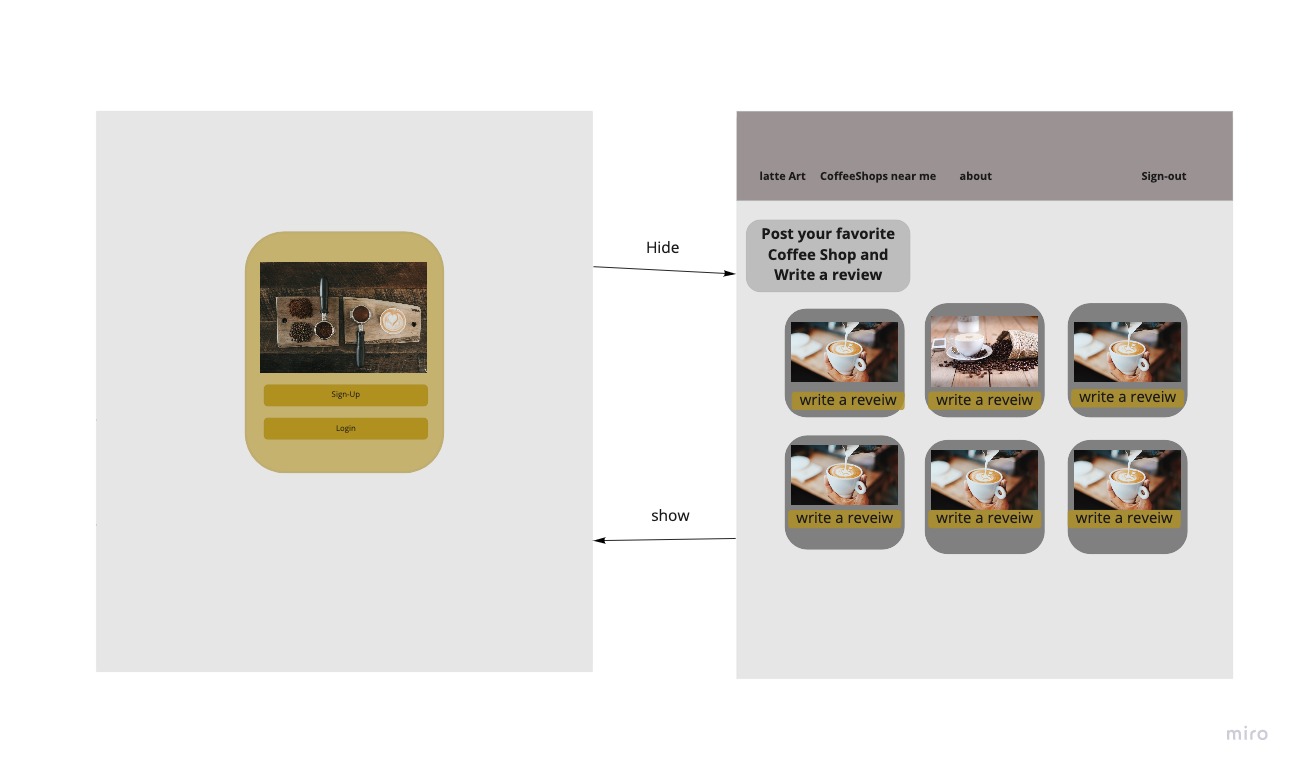 latte Art CoffeeShops near me about Sign-out
Post your favorite
Coffee Shop and
Write a review
Hide
Sign-Up
Login
write a reveiw write a reveiw write a reveiw
show
write a reveiw write a reveiw write a reveiw
miro